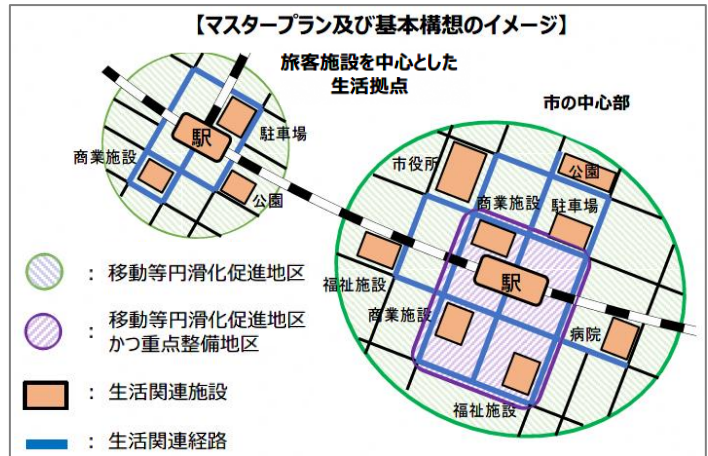 【マスタープラン及び基本構想のイメージ】
旅客施設を中心とした
生活拠点
市の中心部
駅
駐車場
商業施設
公園
市役所
公園
商業施設
駐車場
福祉施設
駅
商業施設
病院
福祉施設
： 移動等円滑化促進地区
： 移動等円滑化促進地区
かつ重点整備地区
： 生活関連施設
： 生活関連経路